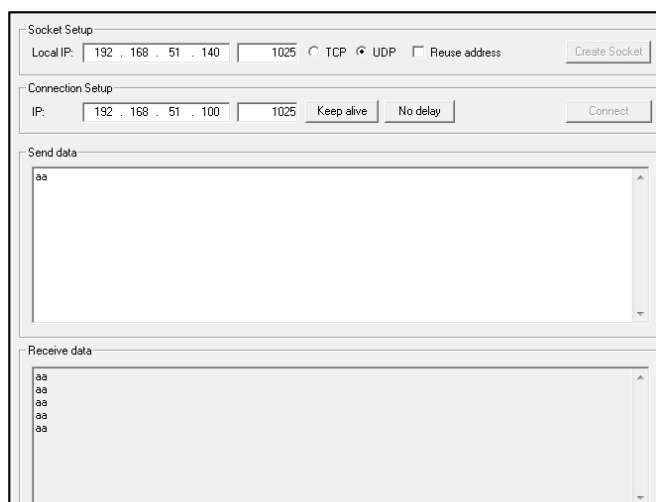 Socket Setup
Local IP: 192 . 168 . 51 . 140 1025 TCP UDP Reuse address Create Socket
Connection Setup
IP: 192 . 168 . 51 . 100 1025 Keep alive No delay Connect
Send data
aa
Receive data
aa
aa
aa
aa
aa